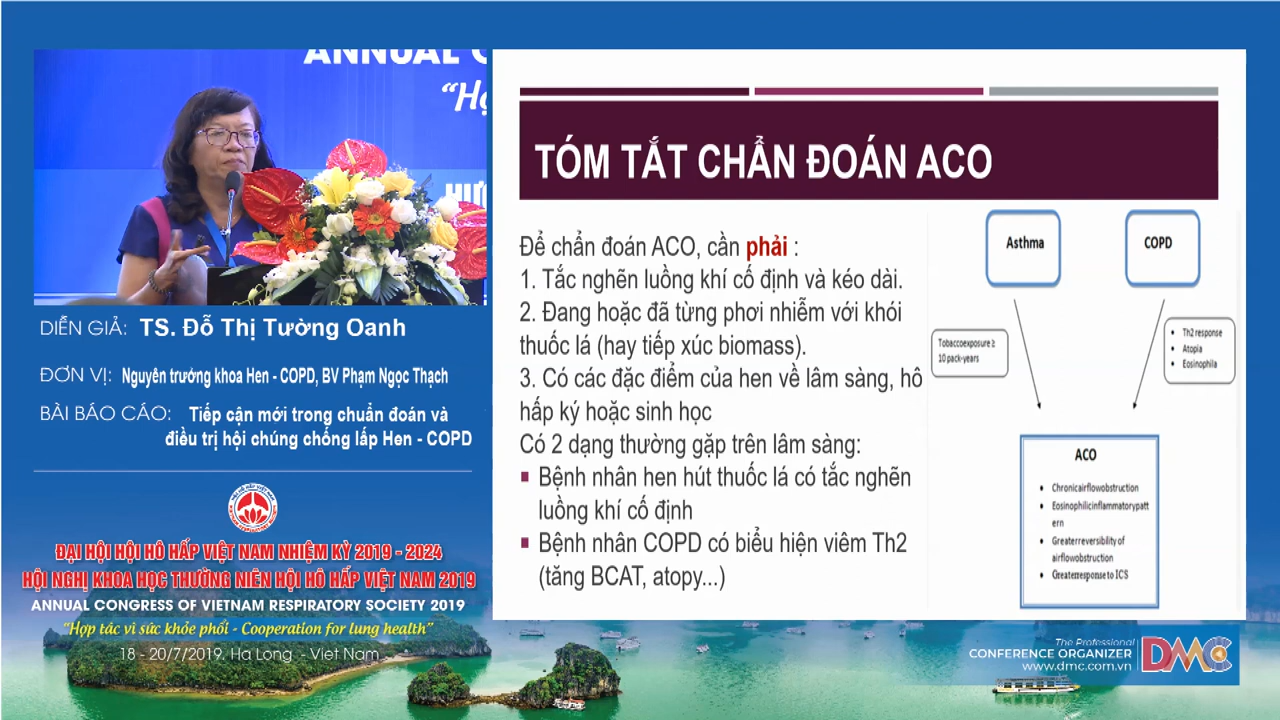 ANNUAL C
“Hợ
DIỄN GIẢ: TS. Đỗ Thị Tường Oanh
ĐƠN VỊ: Nguyên trưởng khoa Hen - COPD, BV Phạm Ngọc Thạch
BÀI BÁO CÁO: Tiếp cận mới trong chuẩn đoán và
điều trị hội chứng chồng lấp Hen - COPD
ĐẠI HỘI HỘI HÔ HẤP VIỆT NAM NHIỆM KỲ 2019 - 2024
HỘI NGHỊ KHOA HỌC THƯỜNG NIÊN HỘI HÔ HẤP VIỆT NAM 2019
ANNUAL CONGRESS OF VIETNAM RESPIRATORY SOCIETY 2019
“Hợp tác vì sức khỏe phổi - Cooperation for lung health”
18 - 20/7/2019. Ha Long - Viet Nam
TÓM TẮT CHẨN ĐOÁN ACO
Để chẩn đoán ACO, cần phải :
1. Tắc nghẽn luồng khí cố định và kéo dài.
2. Đang hoặc đã từng phơi nhiễm với khói
thuốc lá (hay tiếp xúc biomass).
3. Có các đặc điểm của hen về lâm sàng, hô
hấp ký hoặc sinh học
Có 2 dạng thường gặp trên lâm sàng:
Bệnh nhân hen hút thuốc lá có tắc nghẽn
luồng khí cố định
Bệnh nhân COPD có biểu hiện viêm Th2
(tăng BCAT, atopy...)
Asthma
COPD
Tobaccoexposure ≥
10 pack-years
• Th2 response
• Atopia
• Eosinophila
ACO
• Chronicairflowobstruction
• Eosinophilicinflammatorypatt
ern
• Greaterreversibility of
airflowobstruction
• Greaterresponse to ICS
The Professional
CONFERENCE ORGANIZER
www.dmc.com.vn
DMC